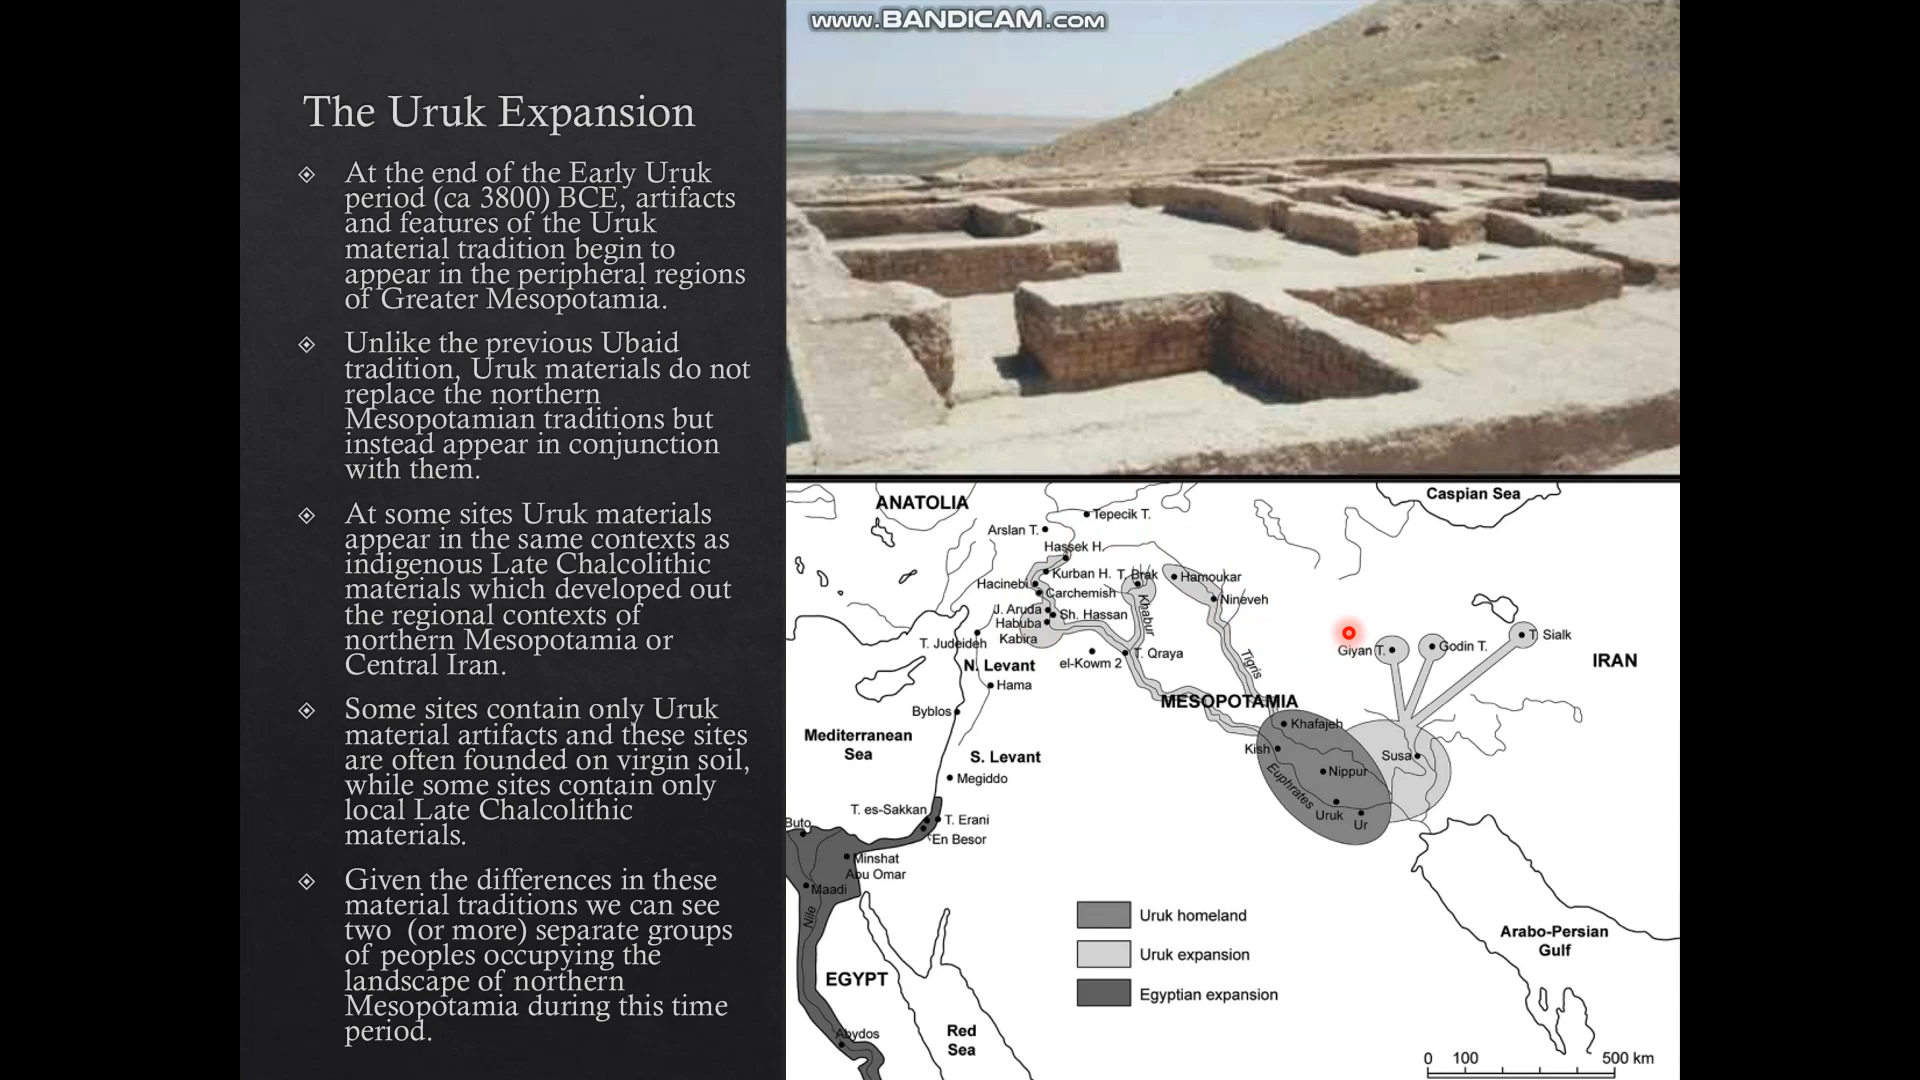 www.BANDICAM.com
The Uruk Expansion
At the end of the Early Uruk
period (ca 3800) BCE, artifacts
and features of the Uruk
material tradition begin to
appear in the peripheral regions
of Greater Mesopotamia.
Unlike the previous Ubaid
tradition, Uruk materials do not
replace the northern
Mesopotamian traditions but
instead appear in conjunction
with them.
At some sites Uruk materials
appear in the same contexts as
indigenous Late Chalcolithic
materials which developed out
the regional contexts of
northern Mesopotamia or
Central Iran.
Some sites contain only Uruk
material artifacts and these sites
are often founded on virgin soil,
while some sites contain only
local Late Chalcolithic
materials.
Given the differences in these
material traditions we can see
two (or more) separate groups
of peoples occupying the
landscape of northern
Mesopotamia during this time
period.
Caspian Sea
ANATOLIA
Tepecik T.
Arslan T.
Hassek H.
Kurban H.
T. Brak
Hamoukar
Hacinebi
Carchemish
Nineveh
J. Aruda
Sh. Hassan
Khabur
Habuba
Kabira
T. Judeideh
T. Qraya
el-Kowm 2
Tigris
Giyan T.
Godin T.
T. Sialk
IRAN
N. Levant
Hama
MESOPOTAMIA
Byblos
Khafajeh
Mediterranean
Sea
Kish
Susa
S. Levant
Nippur
Megiddo
Euphrates
Uruk
Ur
T. es-Sakkan
T. Erani
Buto
En Besor
Minshat
Abu Omar
Maadi
Nile
Uruk homeland
Arabo-Persian
Gulf
Uruk expansion
EGYPT
Egyptian expansion
Abydos
Red
Sea
0 100 500 km